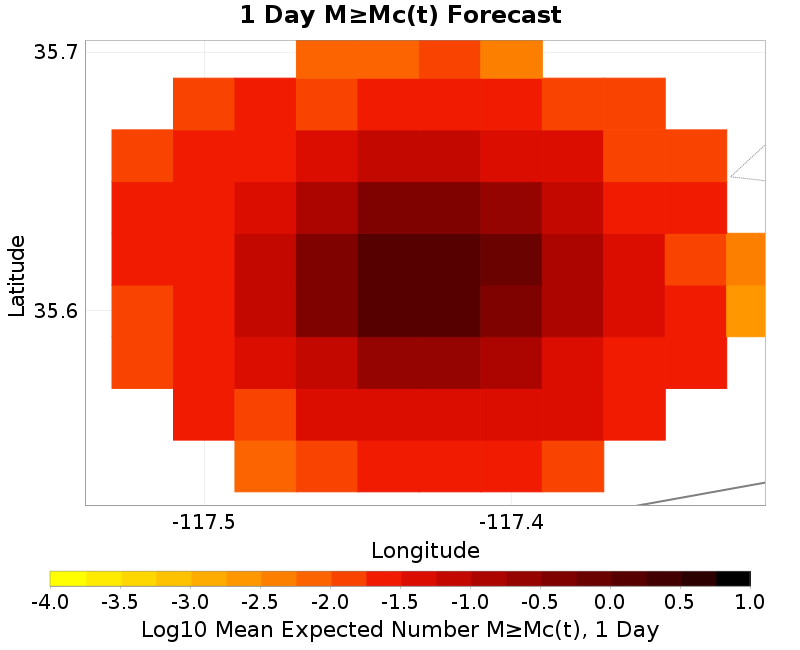 1 Day M≥Mc(t) Forecast
35.7
35.6
Latitude
-117.5 -117.4
Longitude
-4.0 -3.5 -3.0 -2.5 -2.0 -1.5 -1.0 -0.5 0.0 0.5 1.0
Log10 Mean Expected Number M≥Mc(t), 1 Day